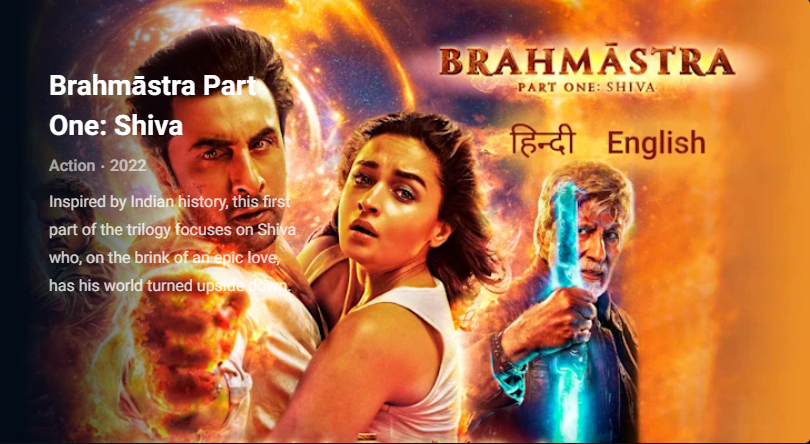 Brahmāstra Part
One: Shiva
Action · 2022
Inspired by Indian history, this first
part of the trilogy focuses on Shiva
who, on the brink of an epic love,
has his world turned upside down.
BRAHMĀSTRA
PART ONE: SHIVA
हिन्दी English